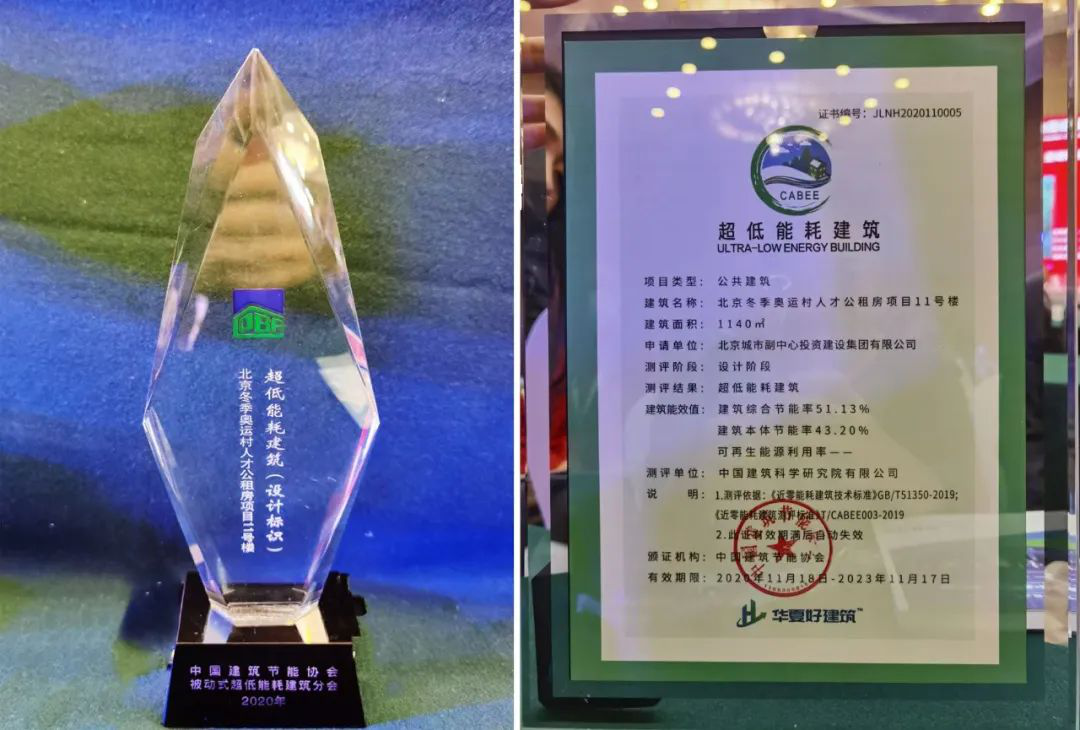 超低能耗建筑（设计标识）
北京冬季奥运村人才公租房项目11号楼
中国建筑节能协会
被动式超低能耗建筑分会
2020年
证书编号：JLNH2020110005
CABEE
超低能耗建筑
ULTRA-LOW ENERGY BUILDING
项目类型：公共建筑
建筑名称：北京冬季奥运村人才公租房项目11号楼
建筑面积：1140㎡
申请单位：北京城市副中心投资建设集团有限公司
测评阶段：设计阶段
测评结果：超低能耗建筑
建筑能效值：建筑综合节能率51.13%
建筑本体节能率43.20%
可再生能源利用率——
测评单位：中国建筑科学研究院有限公司
说明：1.测评依据：《近零能耗建筑技术标准》GB/T51350-2019;
《近零能耗建筑测评标准》T/CABEE003-2019
2.此证有效期满后自动失效
颁证机构：中国建筑节能协会
有效期限：2020年11月18日-2023年11月17日
华夏好建筑™